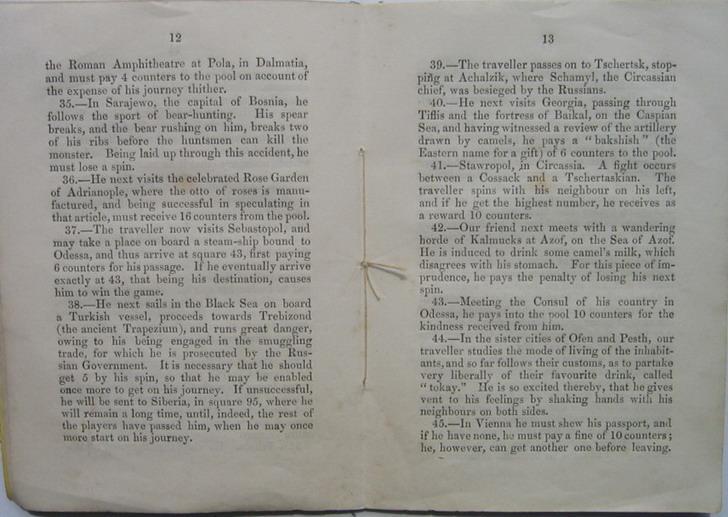 12
the Roman Amphitheatre at Pola, in Dalmatia,
and must pay 4 counters to the pool on account of
the expense of his journey thither.
35.—In Sarajewo, the capital of Bosnia, he
follows the sport of bear-hunting. His spear
breaks, and the bear rushing on him, breaks two
of his ribs before the huntsmen can kill the
monster. Being laid up through this accident, he
must lose a spin.
36.—He next visits the celebrated Rose Garden
of Adrianople, where the otto of roses is manu-
factured, and being successful in speculating in
that article, must receive 16 counters from the pool.
37.—The traveller now visits Sebastopol, and
may take a place on board a steam-ship bound to
Odessa, and thus arrive at square 43, first paying
6 counters for his passage. If he eventually arrive
exactly at 43, that being his destination, causes
him to win the game.
38.—He next sails in the Black Sea on board
a Turkish vessel, proceeds towards Trebizond
(the ancient Trapezium), and runs great danger,
owing to his being engaged in the smuggling
trade, for which he is prosecuted by the Rus-
sian Government. It is necessary that he should
get 5 by his spin, so that he may be enabled
once more to get on his journey. If unsuccessful,
he will be sent to Siberia, in square 95, where he
will remain a long time, until, indeed, the rest of
the players have passed him, when he may once
more start on his journey.
13
39.—The traveller passes on to Tschertsk, stop-
ping at Achalzik, where Schamyl, the Circassian
chief, was besieged by the Russians.
40.—He next visits Georgia, passing through
Tiflis and the fortress of Baikal, on the Caspian
Sea, and having witnessed a review of the artillery
drawn by camels, he pays a "bakshish" (the
Eastern name for a gift) of 6 counters to the pool.
41.—Stawropol, in Circassia. A fight occurs
between a Cossack and a Tschertaskian. The
traveller spins with his neighbour on his left,
and if he get the highest number, he receives as
a reward 10 counters.
42.—Our friend next meets with a wandering
horde of Kalmucks at Azof, on the Sea of Azof.
He is induced to drink some camel's milk, which
disagrees with his stomach. For this piece of im-
prudence, he pays the penalty of losing his next
spin.
43.—Meeting the Consul of his country in
Odessa, he pays into the pool 10 counters for the
kindness received from him.
44.—In the sister cities of Ofen and Pesth, our
traveller studies the mode of living of the inhabit-
ants, and so far follows their customs, as to partake
very liberally of their favourite drink, called
"tokay." He is so excited thereby, that he gives
vent to his feelings by shaking hands with his
neighbours on both sides.
45.—In Vienna he must shew his passport, and
if he have none, he must pay a fine of 10 counters;
he, however, can get another one before leaving.